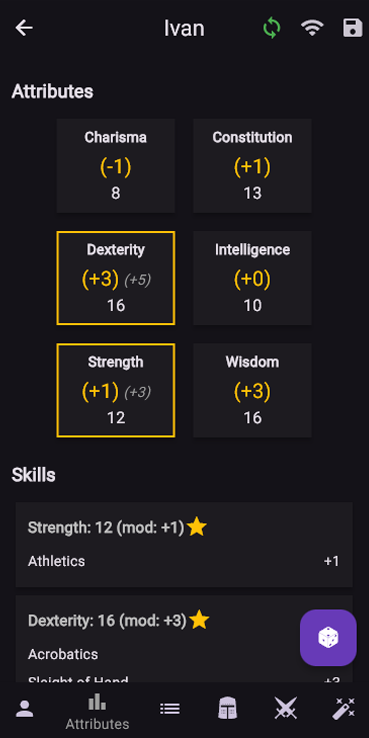 Ivan
Attributes
Charisma
(-1)
8
Constitution
(+1)
13
Dexterity
(+3) (+5)
16
Intelligence
(+0)
10
Strength
(+1) (+3)
12
Wisdom
(+3)
16
Skills
Strength: 12 (mod: +1)
Athletics +1
Dexterity: 16 (mod: +3)
Acrobatics
Sleight of Hand +3
Attributes